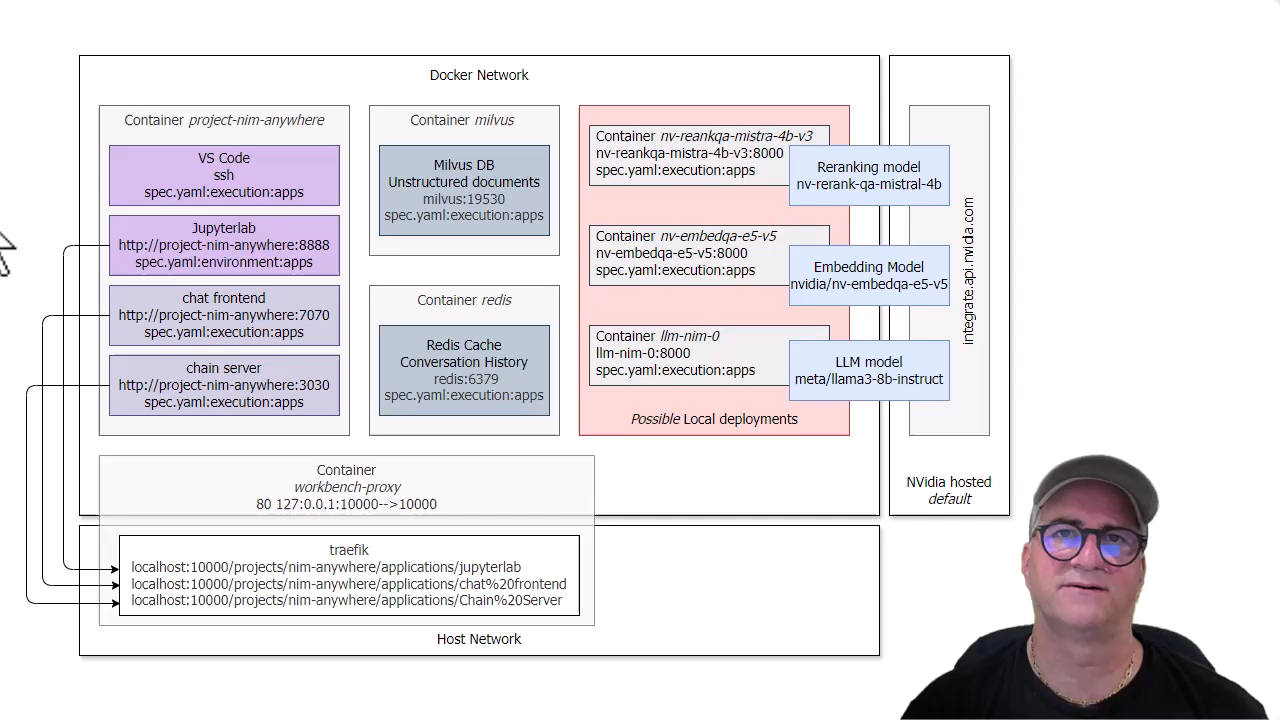 Docker Network
Container project-nim-anywhere
VS Code
ssh
spec.yaml:execution:apps
Jupyterlab
http://project-nim-anywhere:8888
spec.yaml:environment:apps
chat frontend
http://project-nim-anywhere:7070
spec.yaml:execution:apps
chain server
http://project-nim-anywhere:3030
spec.yaml:execution:apps
Container milvus
Milvus DB
Unstructured documents
milvus:19530
spec.yaml:execution:apps
Container redis
Redis Cache
Conversation History
redis:6379
spec.yaml:execution:apps
Container nv-reankqa-mistra-4b-v3
nv-reankqa-mistra-4b-v3:8000
spec.yaml:execution:apps
Reranking model
nv-rerank-qa-mistral-4b
Container nv-embedqa-e5-v5
nv-embedqa-e5-v5:8000
spec.yaml:execution:apps
Embedding Model
nvidia/nv-embedqa-e5-v5
Container llm-nim-0
llm-nim-0:8000
spec.yaml:execution:apps
LLM model
meta/llama3-8b-instruct
Possible Local deployments
integrate.api.nvidia.com
NVidia hosted
default
Container
workbench-proxy
80 127:0.0.1:10000-->10000
traefik
localhost:10000/projects/nim-anywhere/applications/jupyterlab
localhost:10000/projects/nim-anywhere/applications/chat%20frontend
localhost:10000/projects/nim-anywhere/applications/Chain%20Server
Host Network